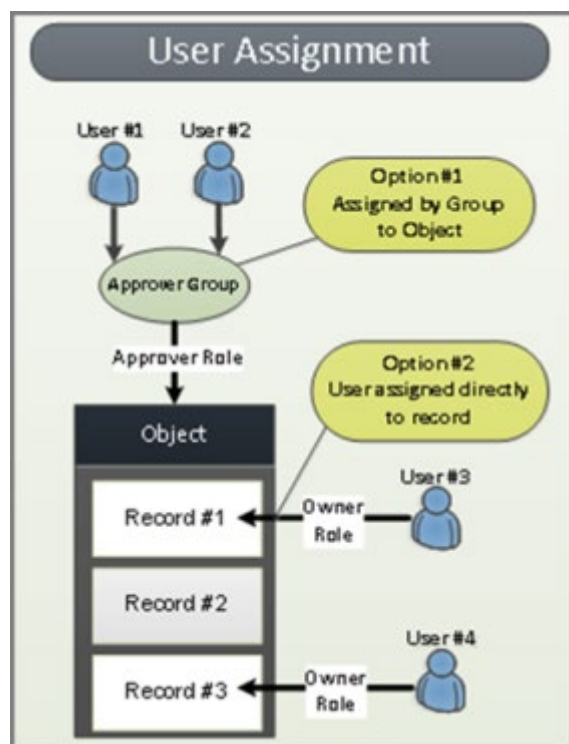 User Assignment
User #1
User #2
Option #1
Assigned by Group
to Object
Approver Group
Approver Role
Option #2
User assigned directly
to record
Object
User #3
Record #1
Owner
Role
Record #2
User #4
Record #3
Owner
Role